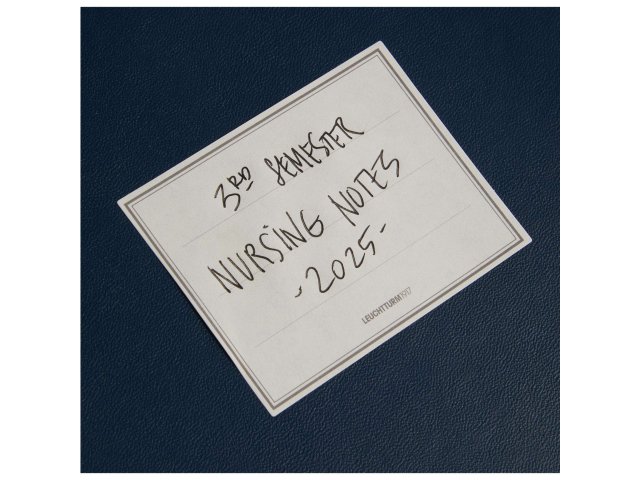 3RD SEMESTER
NURSING NOTES
-2025-
LEUCHTTURM1917